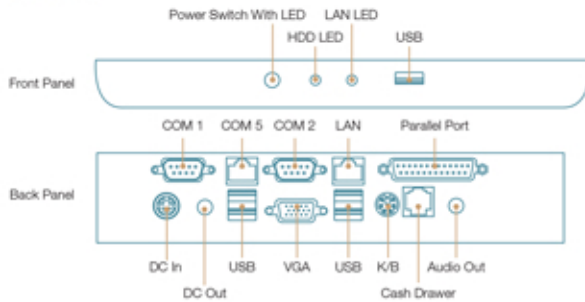 Power Switch With LED LAN LED
HDD LED USB
Front Panel
COM 1 COM 5 COM 2 LAN Parallel Port
Back Panel
DC In USB VGA USB K/B Audio Out
DC Out Cash Drawer